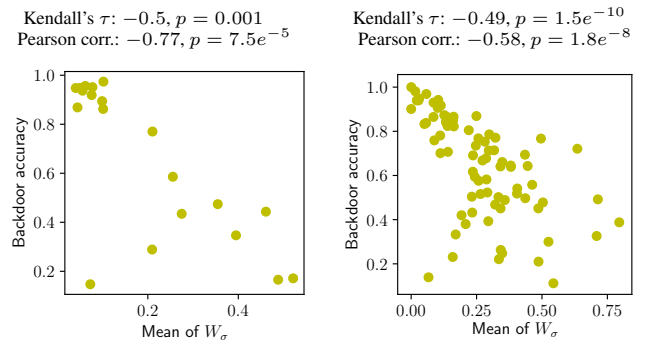 Kendall's τ: −0.5, p = 0.001
Pearson corr.: −0.77, p = 7.5e⁻⁵
Backdoor accuracy
1.0
0.8
0.6
0.4
0.2
0.2
0.4
Mean of W_σ
Kendall's τ: −0.49, p = 1.5e⁻¹⁰
Pearson corr.: −0.58, p = 1.8e⁻⁸
Backdoor accuracy
1.0
0.8
0.6
0.4
0.2
0.00
0.25
0.50
0.75
Mean of W_σ